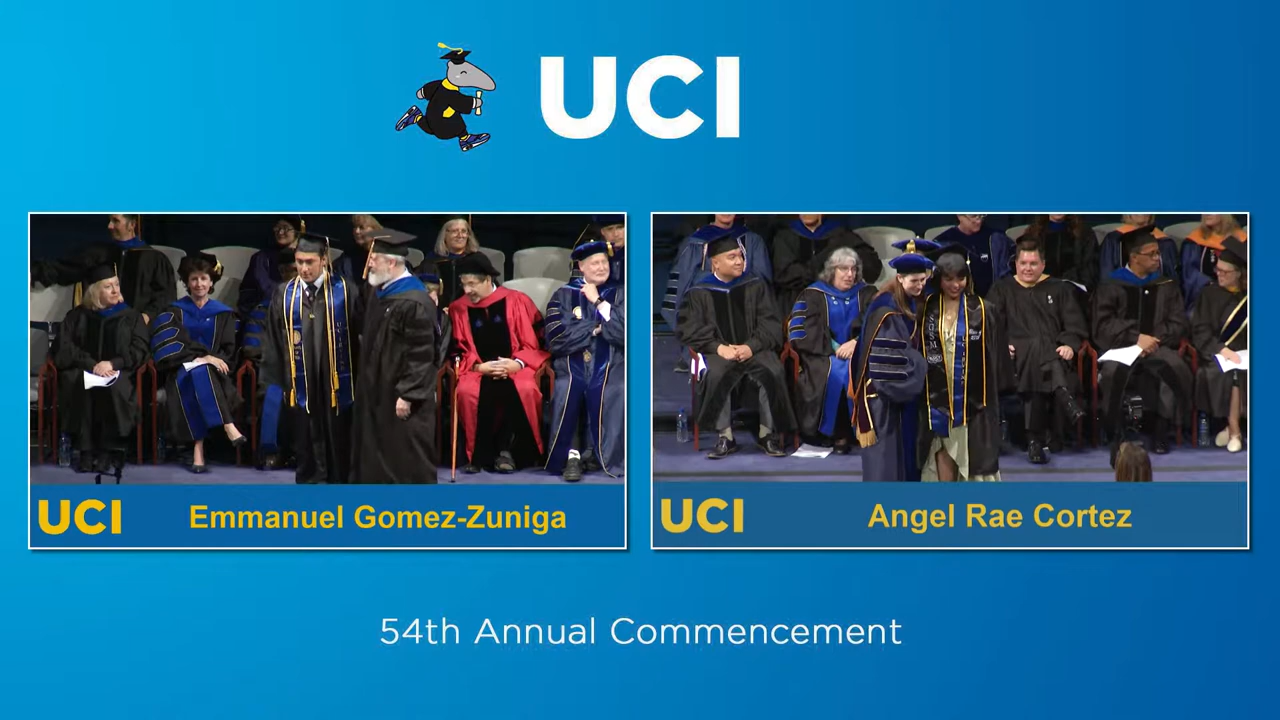 UCI
UCI
Emmanuel Gomez-Zuniga
UCI
Angel Rae Cortez
54th Annual Commencement